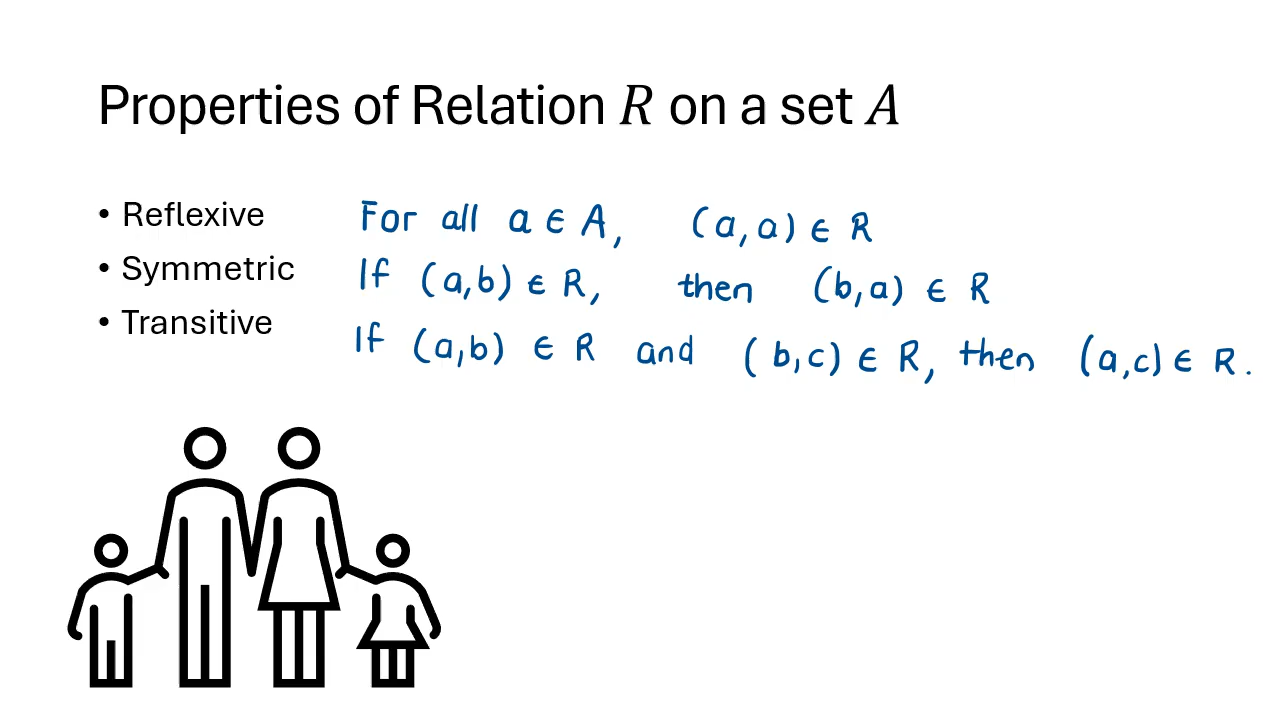 Properties of Relation R on a set A
• Reflexive For all a ∈ A, (a,a) ∈ R
• Symmetric If (a,b) ∈ R, then (b,a) ∈ R
• Transitive If (a,b) ∈ R and (b,c) ∈ R, then (a,c) ∈ R.